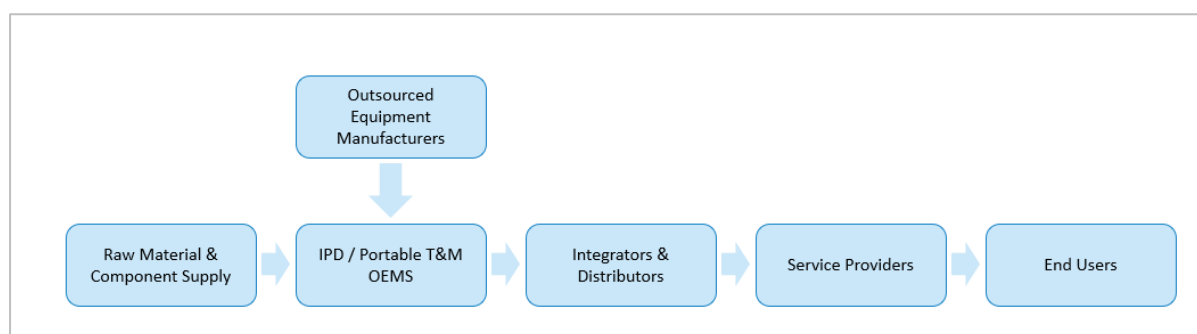 Outsourced
Equipment
Manufacturers
Raw Material &
Component Supply
IPD / Portable T&M
OEMS
Integrators &
Distributors
Service Providers
End Users